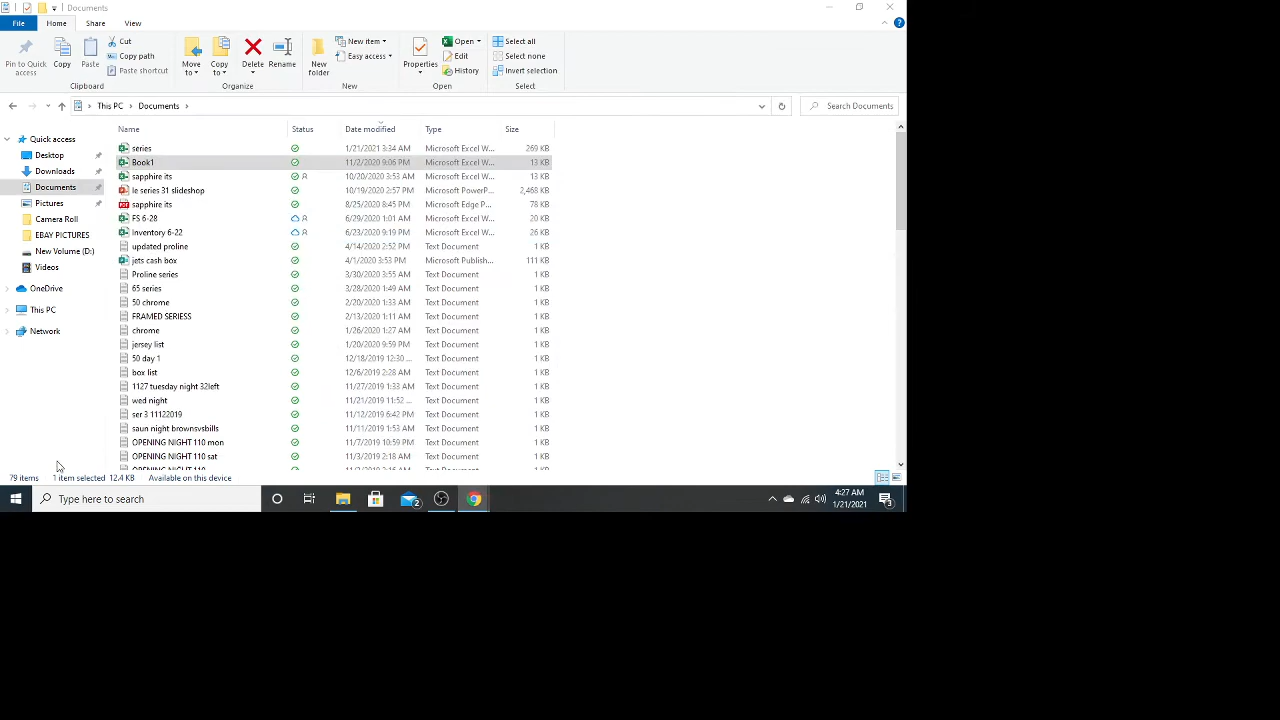 Documents
File Home Share View
Pin to Quick access
Copy
Paste
Cut
Copy path
Paste shortcut
Clipboard
Move to
Copy to
Delete
Rename
Organize
New folder
New item
Easy access
New
Properties
Open
Edit
History
Open
Select all
Select none
Invert selection
Select
This PC > Documents >
Search Documents
Quick access
Desktop
Downloads
Documents
Pictures
Camera Roll
EBAY PICTURES
New Volume (D:)
Videos
OneDrive
This PC
Network
Name Status Date modified Type Size
series 1/21/2021 3:34 AM Microsoft Excel W... 269 KB
Book1 11/2/2020 9:06 PM Microsoft Excel W... 13 KB
sapphire its 10/20/2020 3:53 AM Microsoft Excel W... 13 KB
le series 31 slideshop 10/19/2020 2:57 PM Microsoft PowerP... 2,468 KB
sapphire its 8/25/2020 8:45 PM Microsoft Edge P... 78 KB
FS 6-28 6/29/2020 1:01 AM Microsoft Excel W... 20 KB
Inventory 6-22 6/23/2020 9:19 PM Microsoft Excel W... 26 KB
updated proline 4/14/2020 2:52 PM Text Document 1 KB
jets cash box 4/1/2020 3:53 PM Microsoft Publish... 111 KB
Proline series 3/30/2020 3:55 AM Text Document 1 KB
65 series 3/28/2020 1:49 AM Text Document 1 KB
50 chrome 2/20/2020 1:33 AM Text Document 1 KB
FRAMED SERIESS 2/13/2020 1:11 AM Text Document 1 KB
chrome 1/26/2020 1:27 AM Text Document 1 KB
jersey list 1/20/2020 9:59 PM Text Document 1 KB
50 day 1 12/18/2019 12:30 ... Text Document 1 KB
box list 12/6/2019 2:28 AM Text Document 1 KB
1127 tuesday night 32left 11/27/2019 1:33 AM Text Document 1 KB
wed night 11/21/2019 11:52 ... Text Document 1 KB
ser 3 11122019 11/12/2019 6:42 PM Text Document 1 KB
saun night brownsvsbills 11/11/2019 1:53 AM Text Document 1 KB
OPENING NIGHT 110 mon 11/7/2019 10:59 PM Text Document 1 KB
OPENING NIGHT 110 sat 11/3/2019 2:18 AM Text Document 1 KB
OPENING NIGHT 110 11/2/2019 2:16 AM Text Document 1 KB
79 items 1 item selected 12.4 KB Available on this device
Type here to search
2
4:27 AM
1/21/2021
3